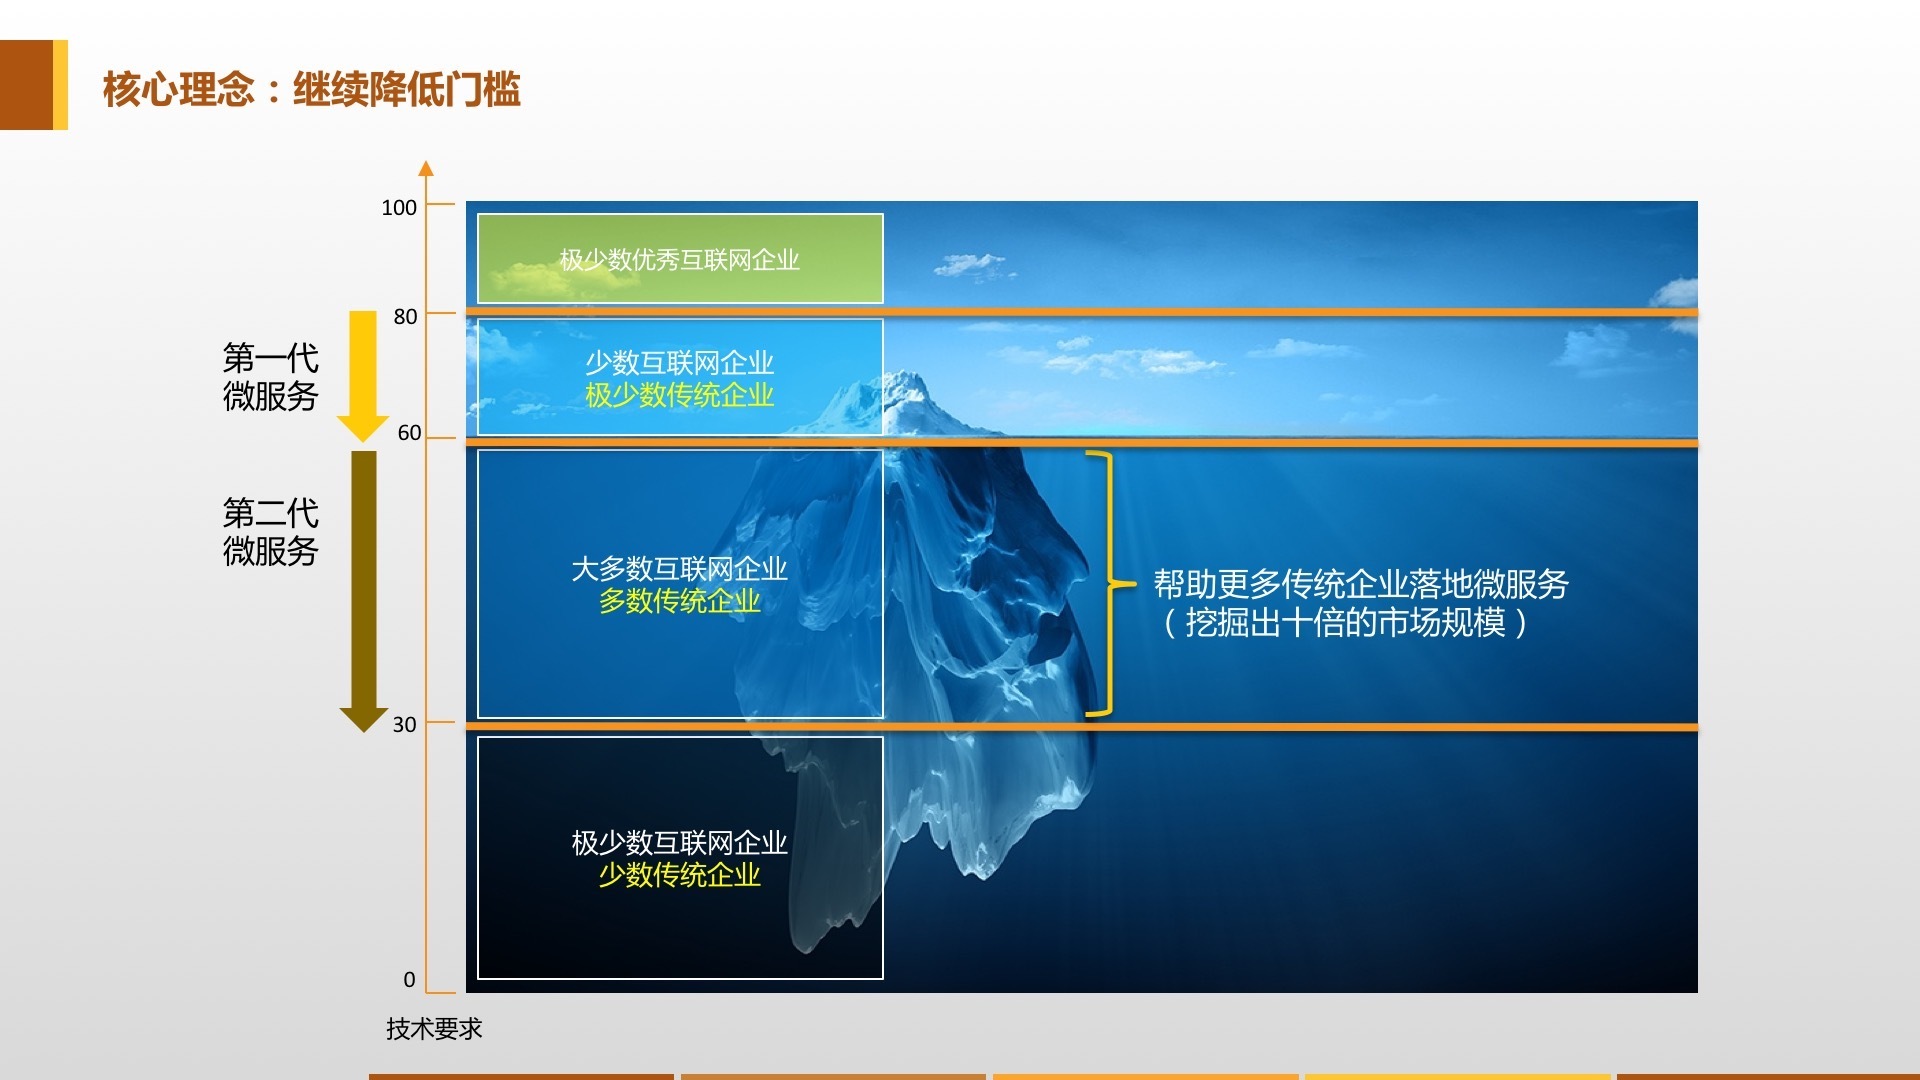 核心理念：继续降低门槛
100
极少数优秀互联网企业
80
第一代
微服务
少数互联网企业
极少数传统企业
60
第二代
微服务
大多数互联网企业
多数传统企业
帮助更多传统企业落地微服务
（挖掘出十倍的市场规模）
30
极少数互联网企业
少数传统企业
0
技术要求